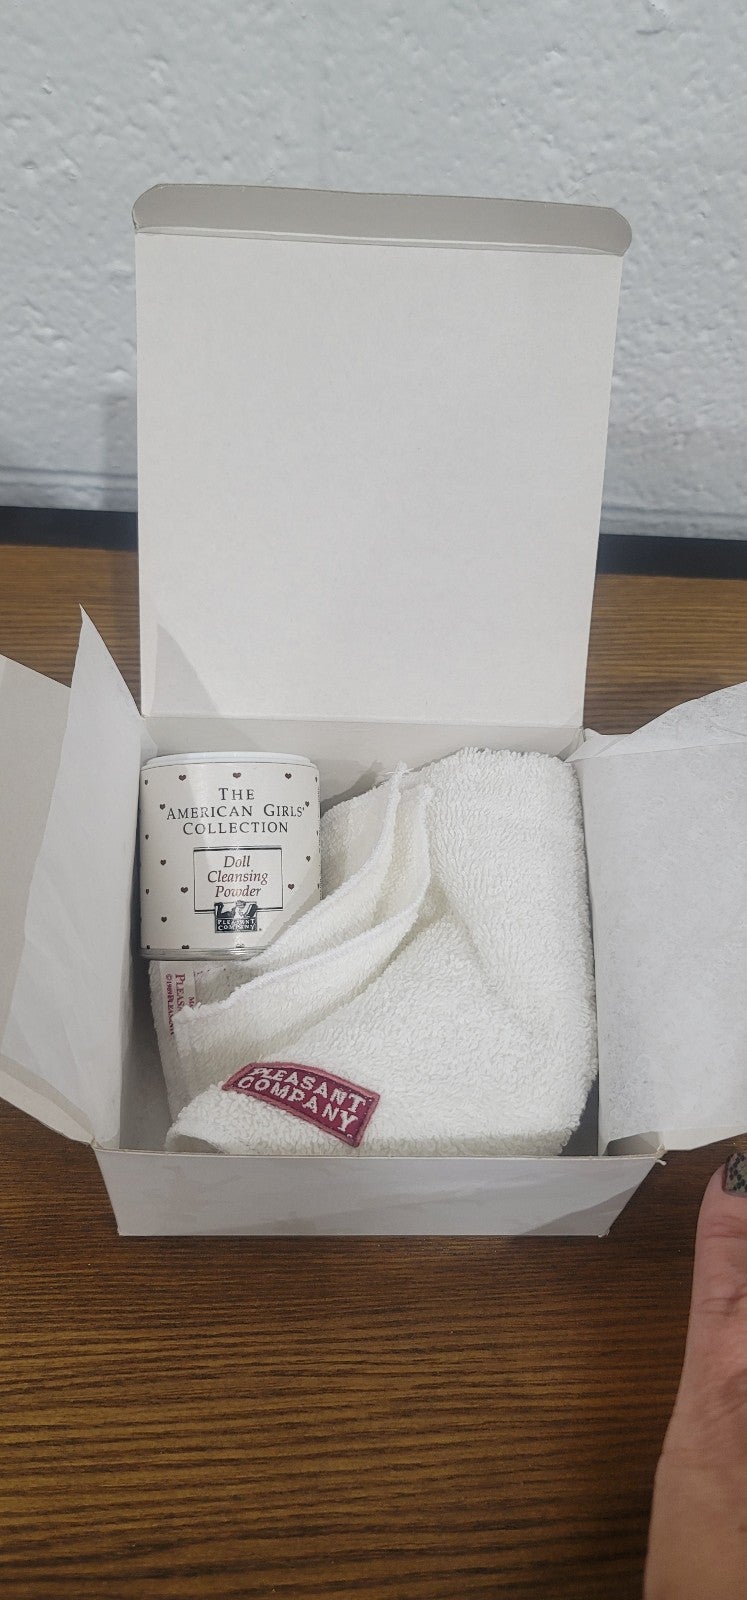 THE
AMERICAN GIRLS'
COLLECTION
Doll
Cleansing
Powder
PLEASANT
COMPANY
PLEASANT
COMPANY